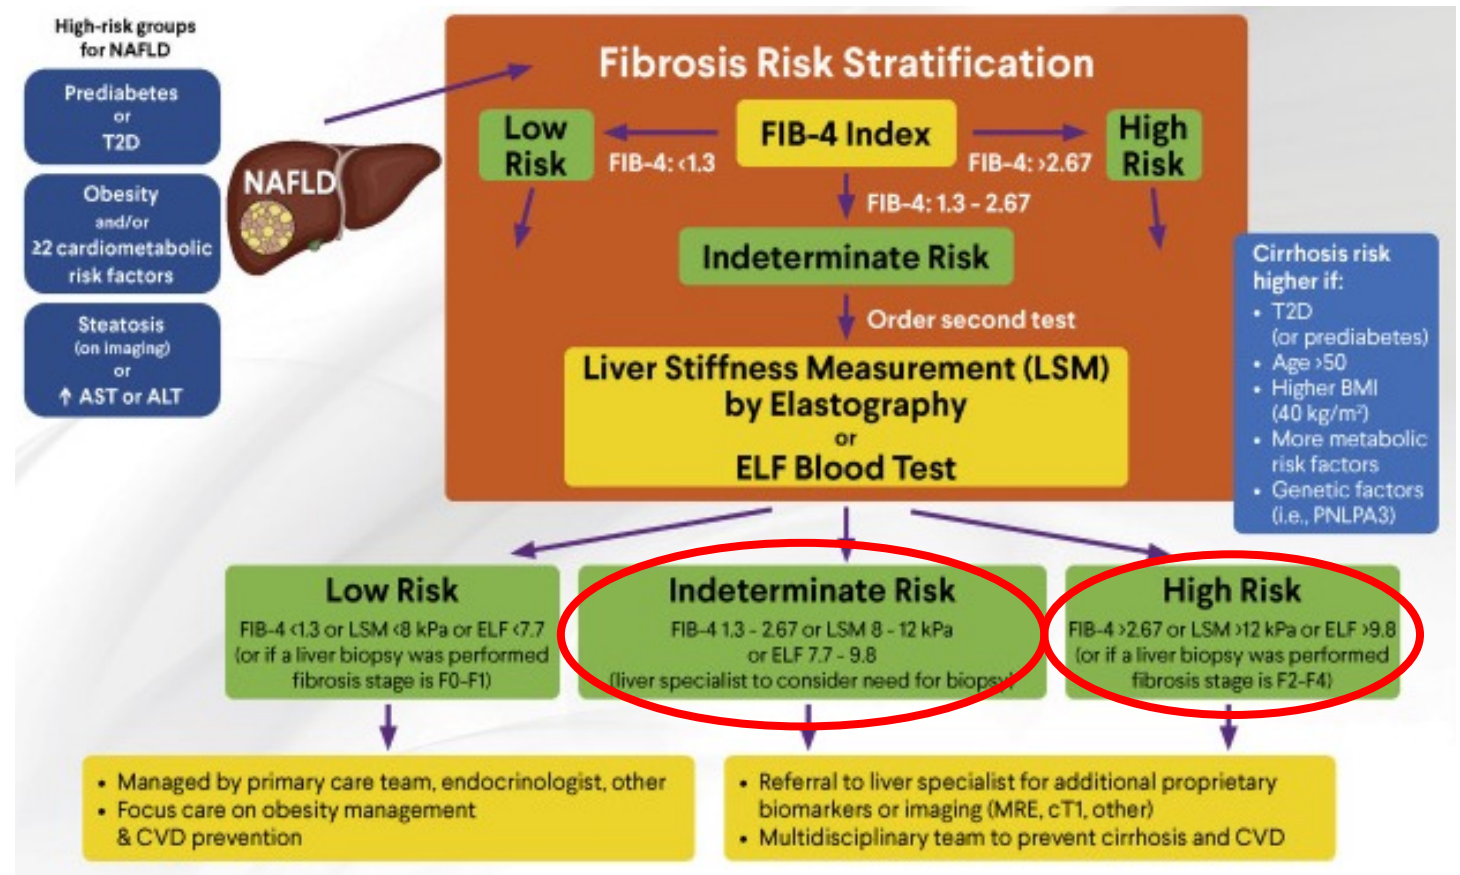 High-risk groups
for NAFLD
Prediabetes
or
T2D
Obesity
and/or
≥2 cardiometabolic
risk factors
Steatosis
(on imaging)
or
↑ AST or ALT
NAFLD
Fibrosis Risk Stratification
Low
Risk
FIB-4: <1.3
FIB-4 Index
FIB-4: >2.67
High
Risk
FIB-4: 1.3 - 2.67
Indeterminate Risk
Order second test
Liver Stiffness Measurement (LSM)
by Elastography
or
ELF Blood Test
Cirrhosis risk
higher if:
• T2D
(or prediabetes)
• Age >50
• Higher BMI
(40 kg/m²)
• More metabolic
risk factors
• Genetic factors
(i.e., PNLPA3)
Low Risk
FIB-4 <1.3 or LSM <8 kPa or ELF <7.7
(or if a liver biopsy was performed
fibrosis stage is F0-F1)
Indeterminate Risk
FIB-4 1.3 - 2.67 or LSM 8 - 12 kPa
or ELF 7.7 - 9.8
(liver specialist to consider need for biopsy)
High Risk
FIB-4 >2.67 or LSM >12 kPa or ELF >9.8
(or if a liver biopsy was performed
fibrosis stage is F2-F4)
• Managed by primary care team, endocrinologist, other
• Focus care on obesity management
& CVD prevention
• Referral to liver specialist for additional proprietary
biomarkers or imaging (MRE, cT1, other)
• Multidisciplinary team to prevent cirrhosis and CVD